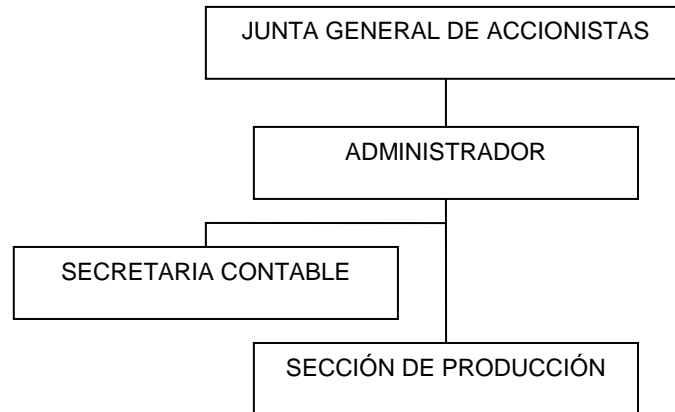 JUNTA GENERAL DE ACCIONISTAS
ADMINISTRADOR
SECRETARIA CONTABLE
SECCIÓN DE PRODUCCIÓN